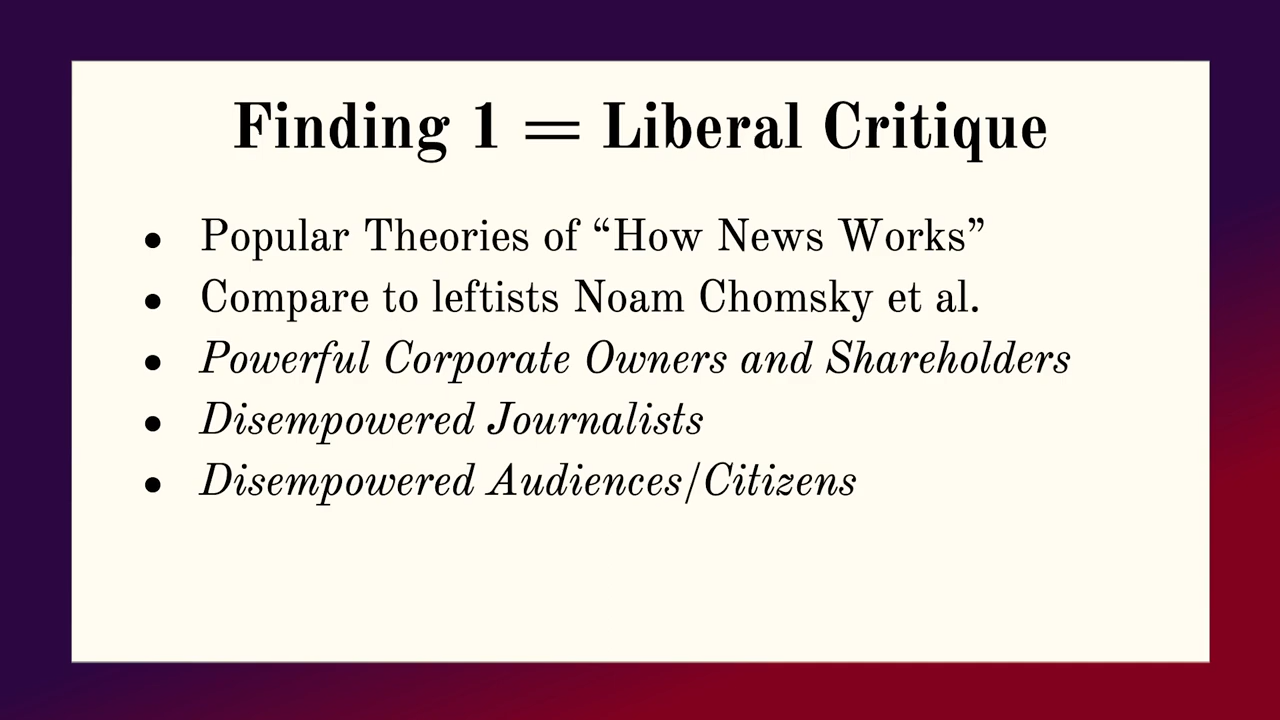 Finding 1 = Liberal Critique
• Popular Theories of “How News Works”
• Compare to leftists Noam Chomsky et al.
• Powerful Corporate Owners and Shareholders
• Disempowered Journalists
• Disempowered Audiences/Citizens